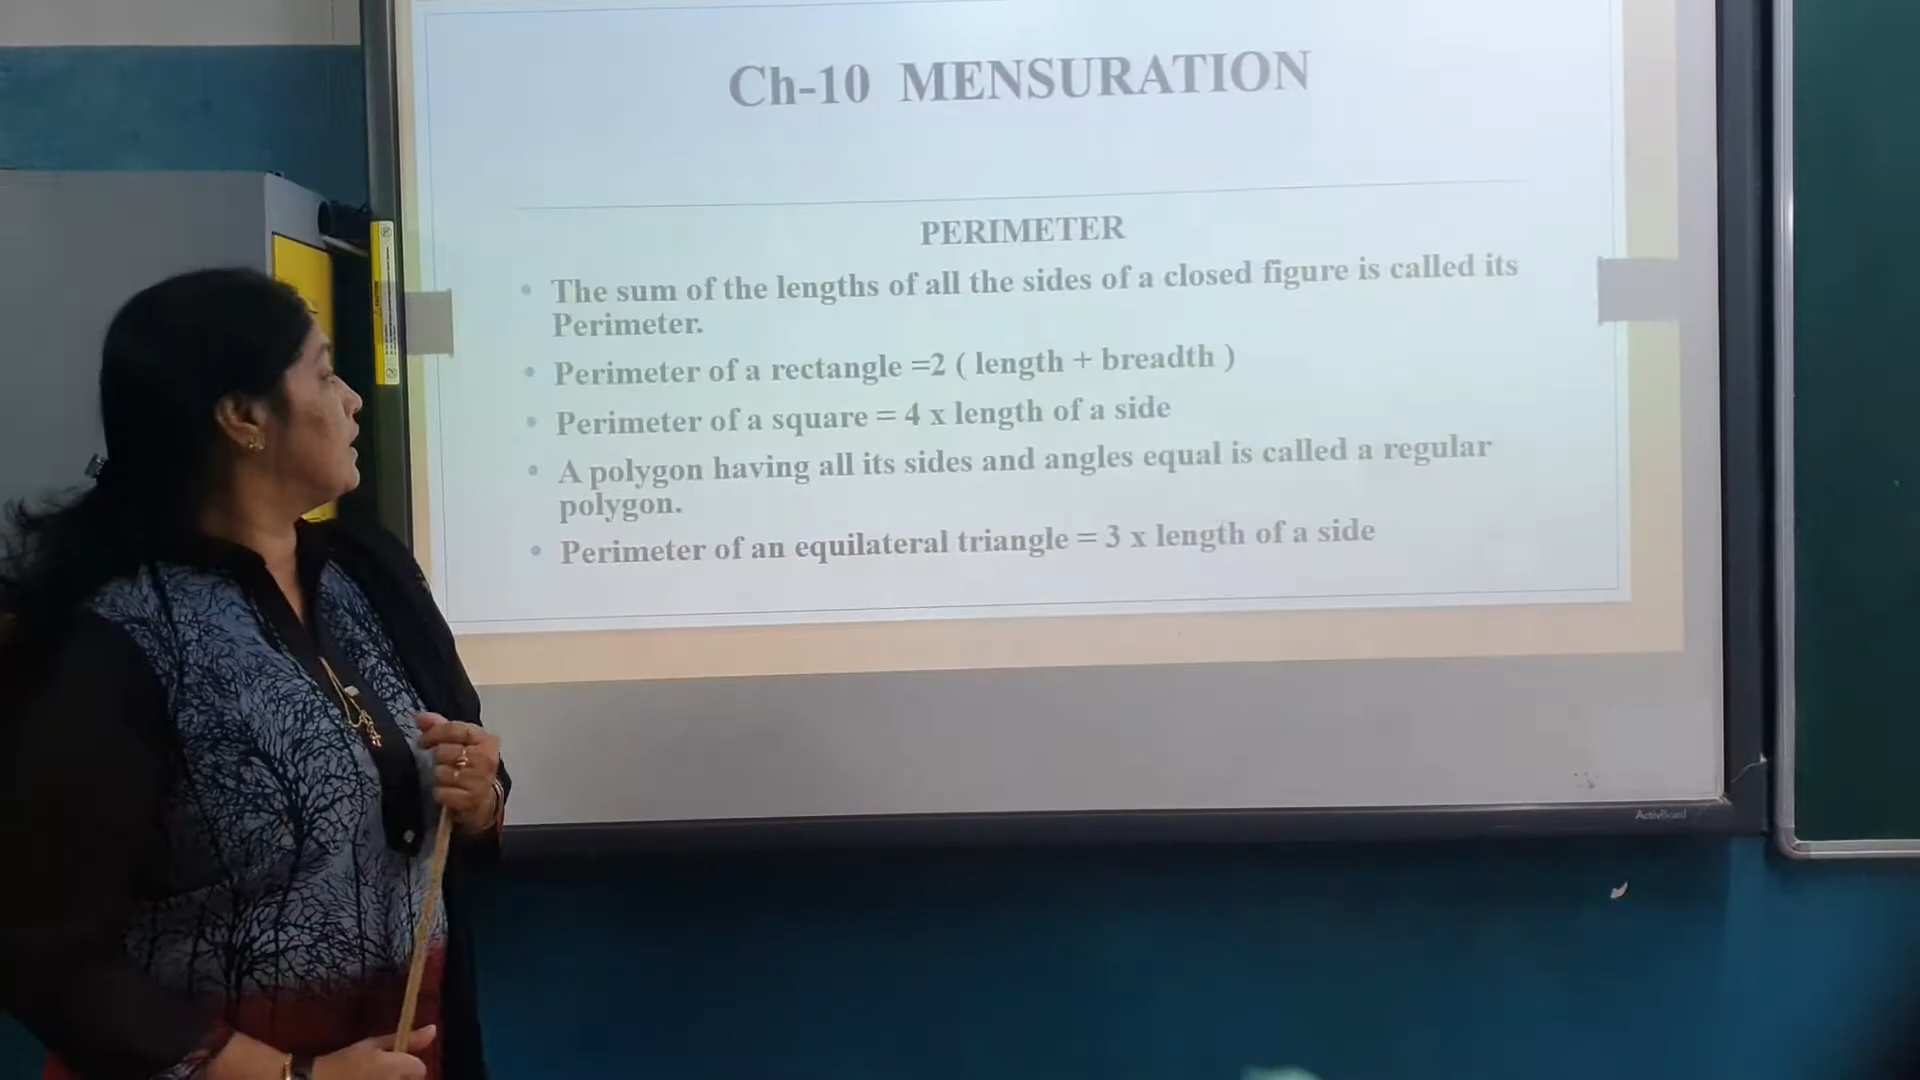 Ch-10 MENSURATION
PERIMETER
• The sum of the lengths of all the sides of a closed figure is called its
Perimeter.
• Perimeter of a rectangle =2 ( length + breadth )
• Perimeter of a square = 4 x length of a side
• A polygon having all its sides and angles equal is called a regular
polygon.
• Perimeter of an equilateral triangle = 3 x length of a side
ActivBoard